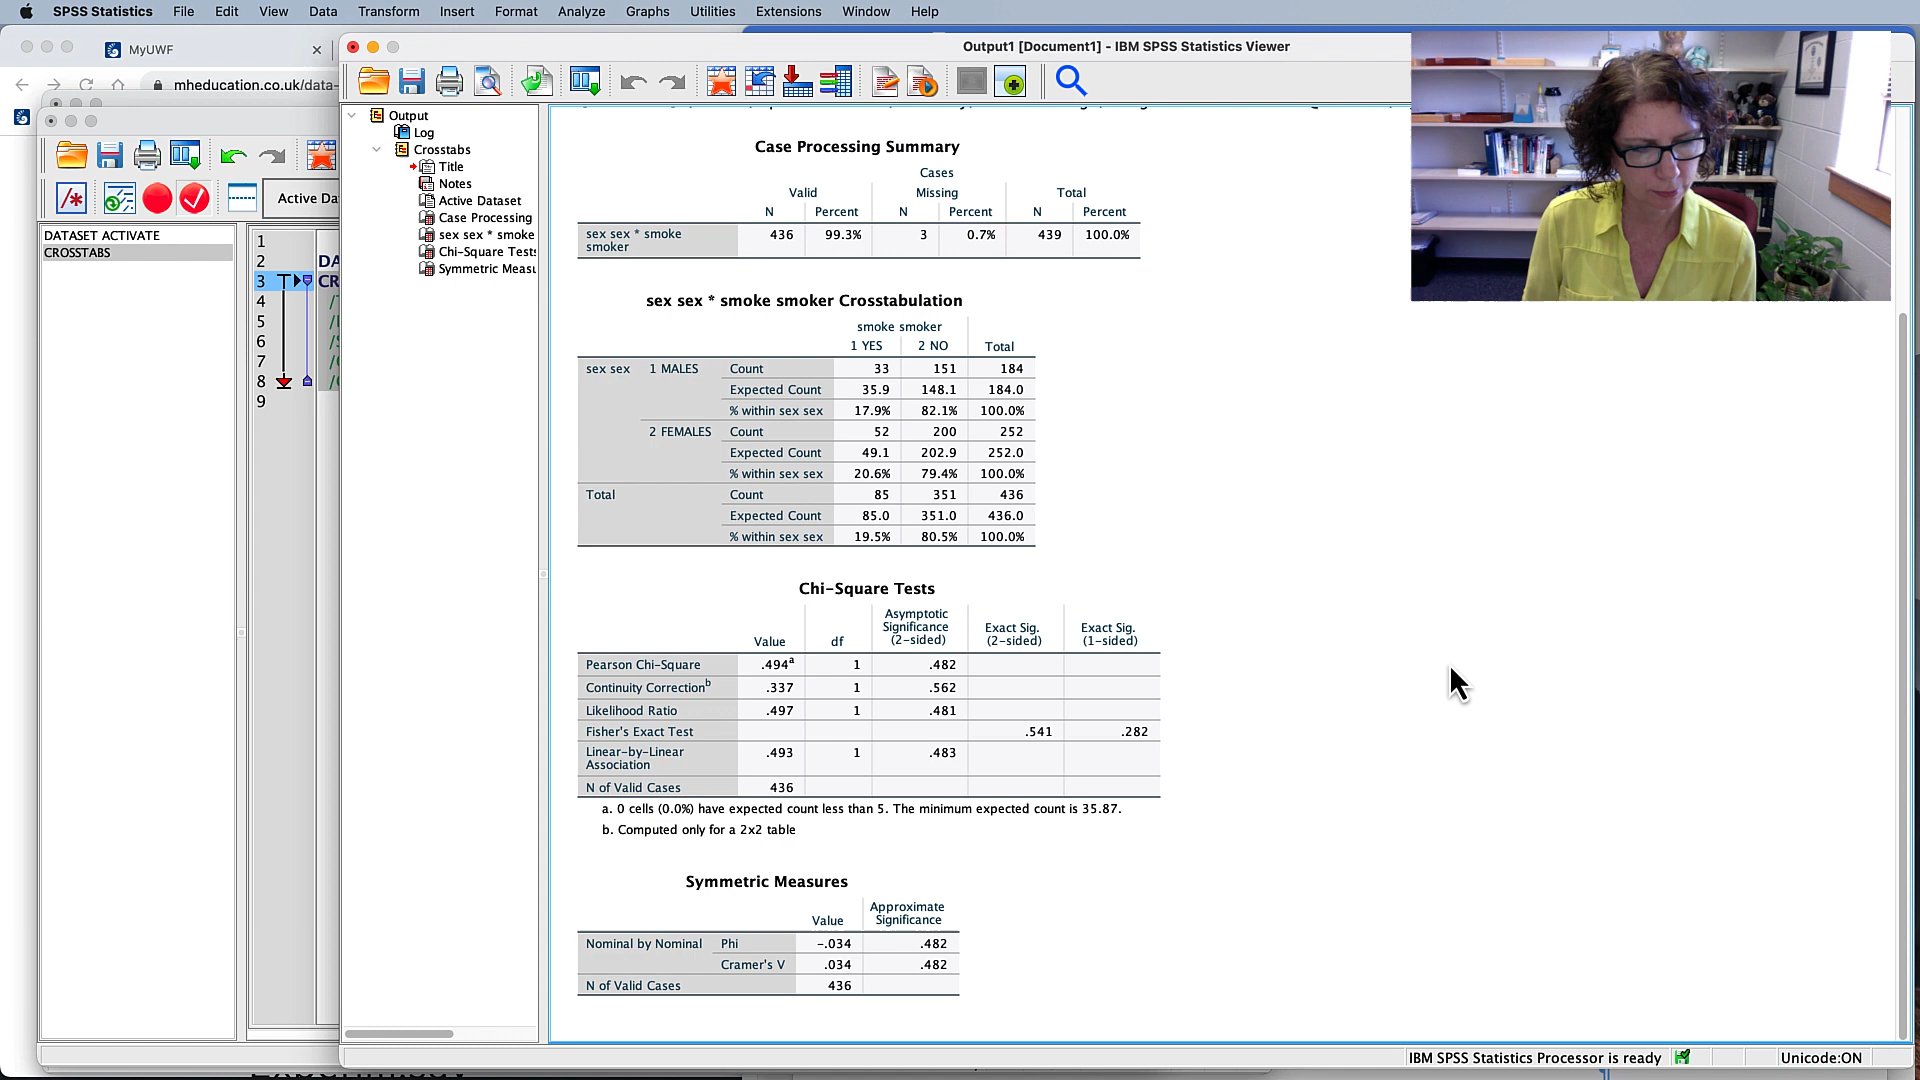 SPSS Statistics File Edit View Data Transform Insert Format Analyze Graphs Utilities Extensions Window Help
MyUWF
mheducation.co.uk/data-
Output1 [Document1] - IBM SPSS Statistics Viewer
Active Da
DATASET ACTIVATE
CROSSTABS
1
2 DA
3 CR
4
5
6
7
8
9
Output
Log
Crosstabs
Title
Notes
Active Dataset
Case Processing
sex sex * smoke
Chi-Square Tests
Symmetric Measu
Case Processing Summary
Cases
Valid Missing Total
N Percent N Percent N Percent
sex sex * smoke smoker 436 99.3% 3 0.7% 439 100.0%
sex sex * smoke smoker Crosstabulation
smoke smoker
1 YES 2 NO Total
sex sex 1 MALES Count 33 151 184
Expected Count 35.9 148.1 184.0
% within sex sex 17.9% 82.1% 100.0%
2 FEMALES Count 52 200 252
Expected Count 49.1 202.9 252.0
% within sex sex 20.6% 79.4% 100.0%
Total Count 85 351 436
Expected Count 85.0 351.0 436.0
% within sex sex 19.5% 80.5% 100.0%
Chi-Square Tests
Value df Asymptotic Significance (2-sided) Exact Sig. (2-sided) Exact Sig. (1-sided)
Pearson Chi-Square .494a 1 .482
Continuity Correctionb .337 1 .562
Likelihood Ratio .497 1 .481
Fisher's Exact Test .541 .282
Linear-by-Linear Association .493 1 .483
N of Valid Cases 436
a. 0 cells (0.0%) have expected count less than 5. The minimum expected count is 35.87.
b. Computed only for a 2x2 table
Symmetric Measures
Value Approximate Significance
Nominal by Nominal Phi -.034 .482
Cramer's V .034 .482
N of Valid Cases 436
IBM SPSS Statistics Processor is ready Unicode:ON